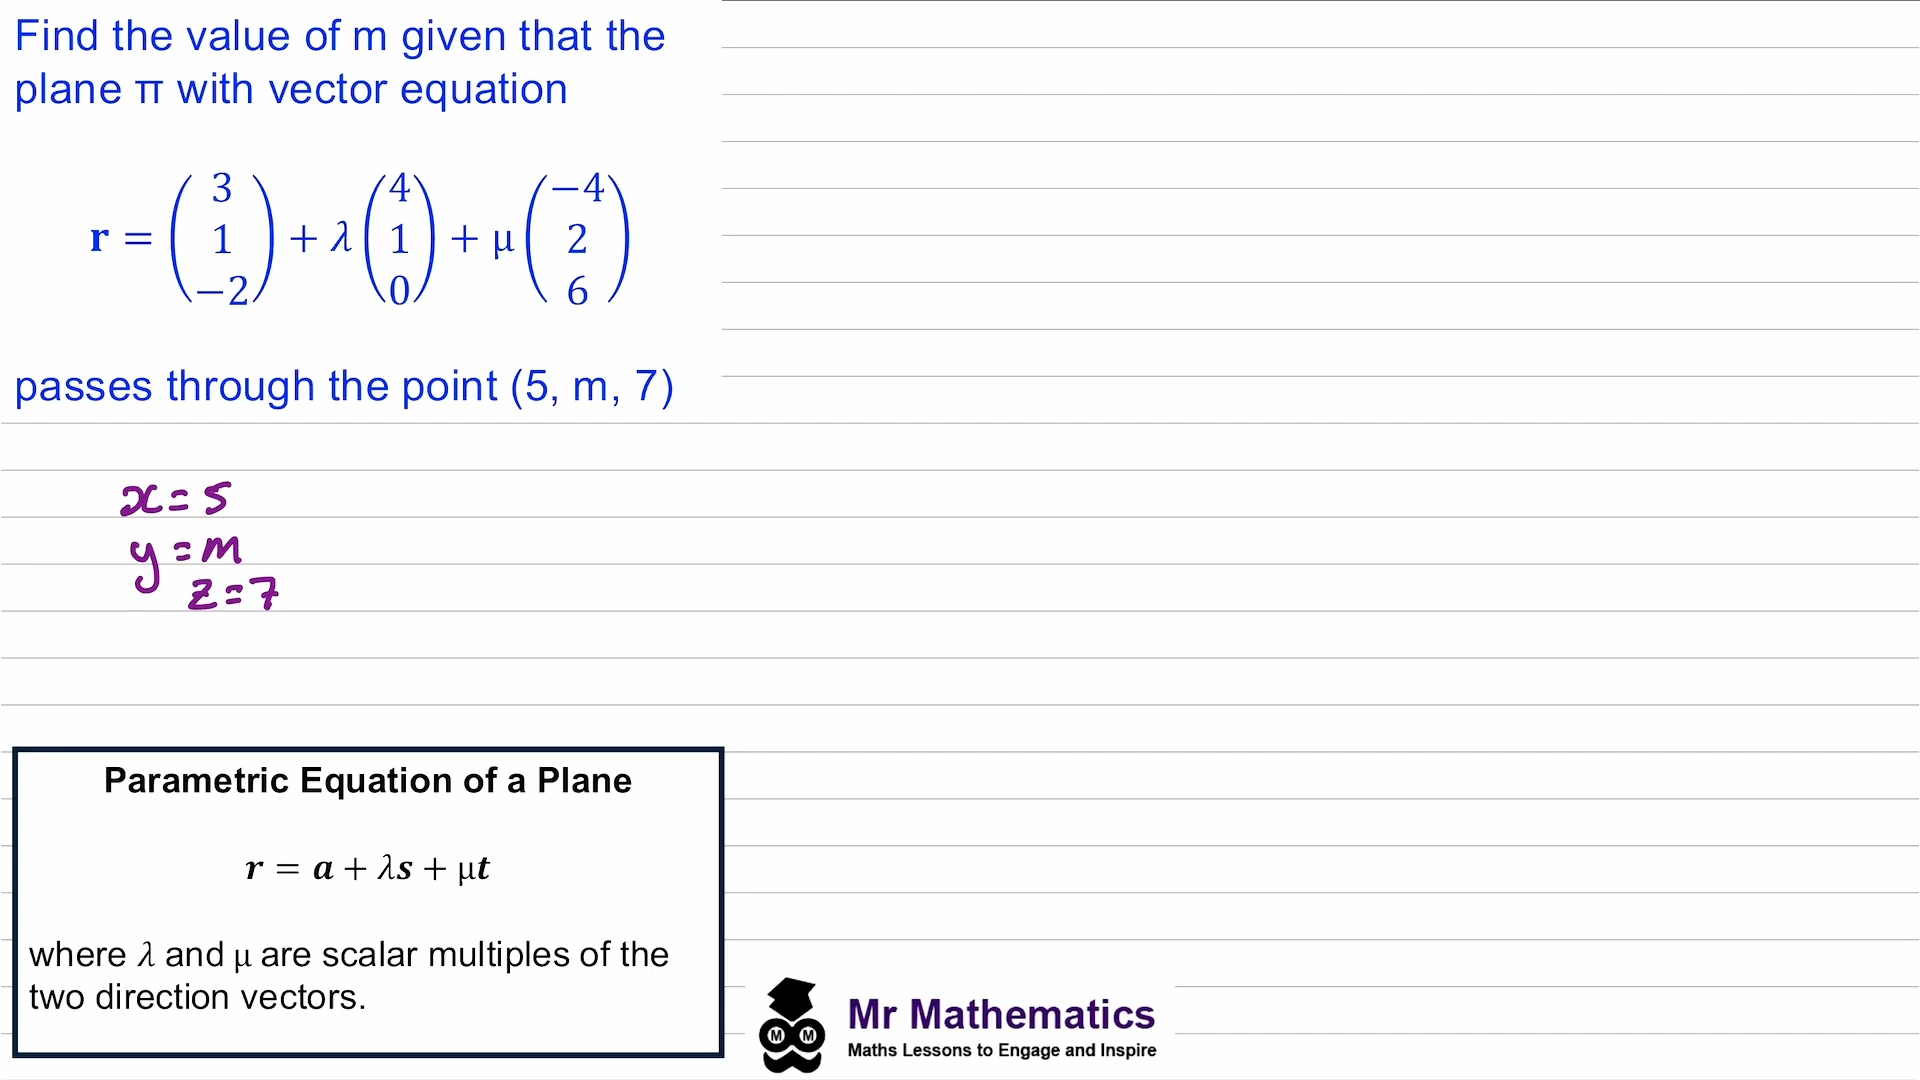 Find the value of m given that the
plane π with vector equation
r = (3 1 −2) + λ (4 1 0) + μ (−4 2 6)
passes through the point (5, m, 7)
x = 5
y = m
z = 7
Parametric Equation of a Plane
r = a + λs + μt
where λ and μ are scalar multiples of the
two direction vectors.
M M
Mr Mathematics
Maths Lessons to Engage and Inspire